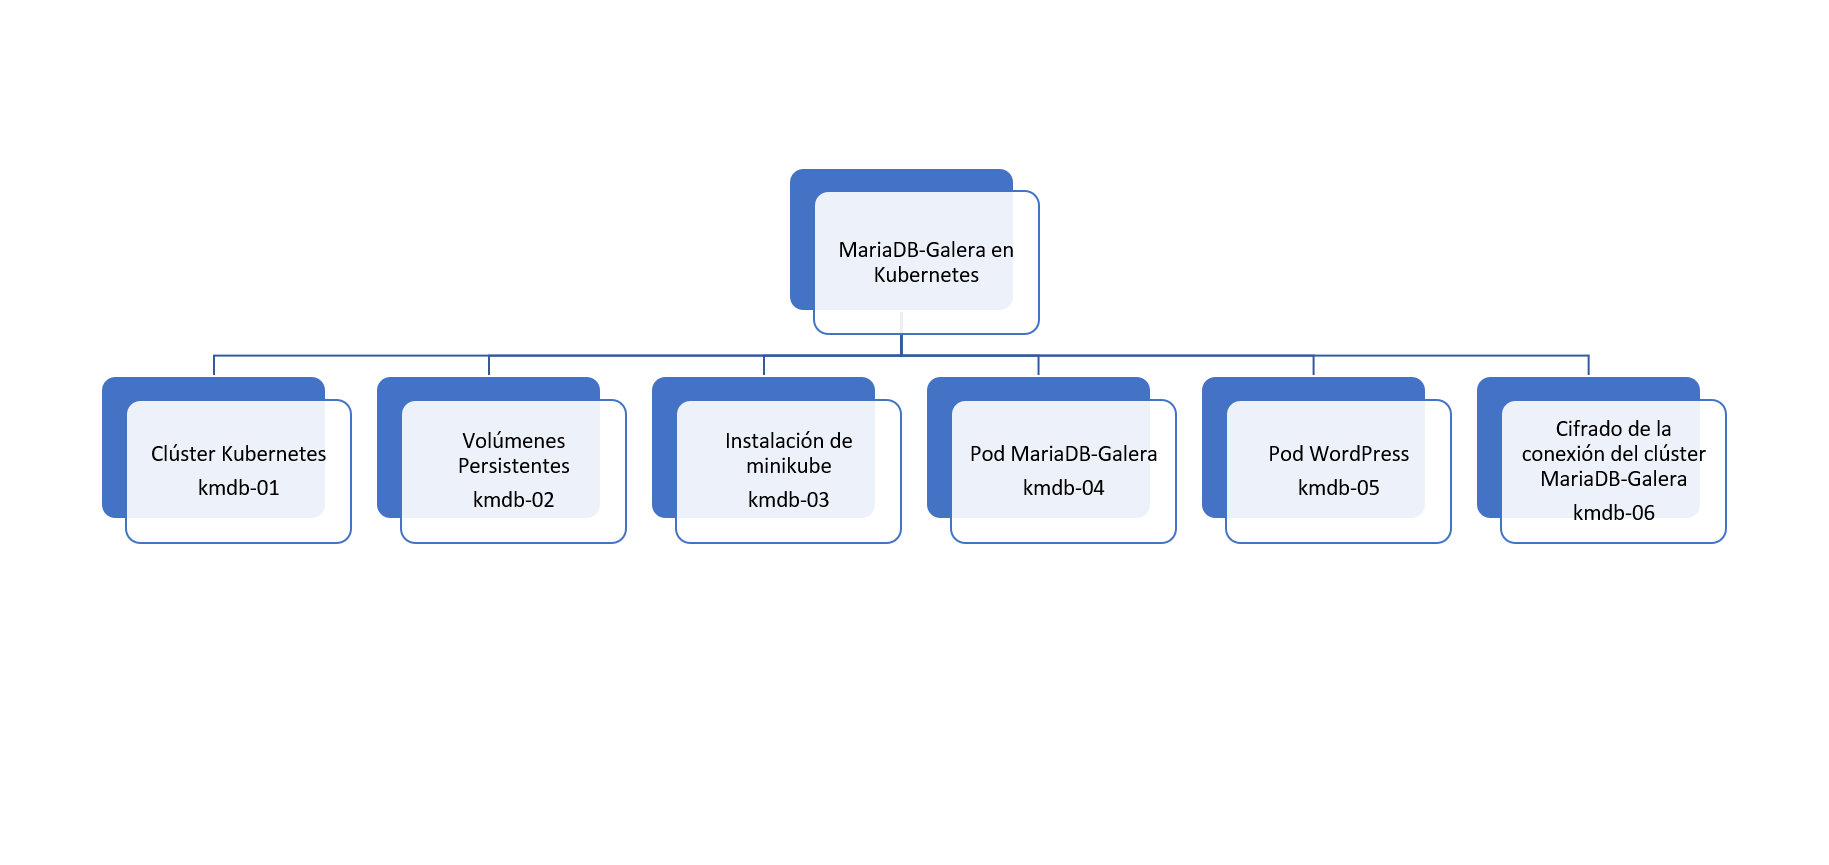 MariaDB-Galera en
Kubernetes
Clúster Kubernetes
kmdb-01
Volúmenes
Persistentes
kmdb-02
Instalación de
minikube
kmdb-03
Pod MariaDB-Galera
kmdb-04
Pod WordPress
kmdb-05
Cifrado de la
conexión del clúster
MariaDB-Galera
kmdb-06